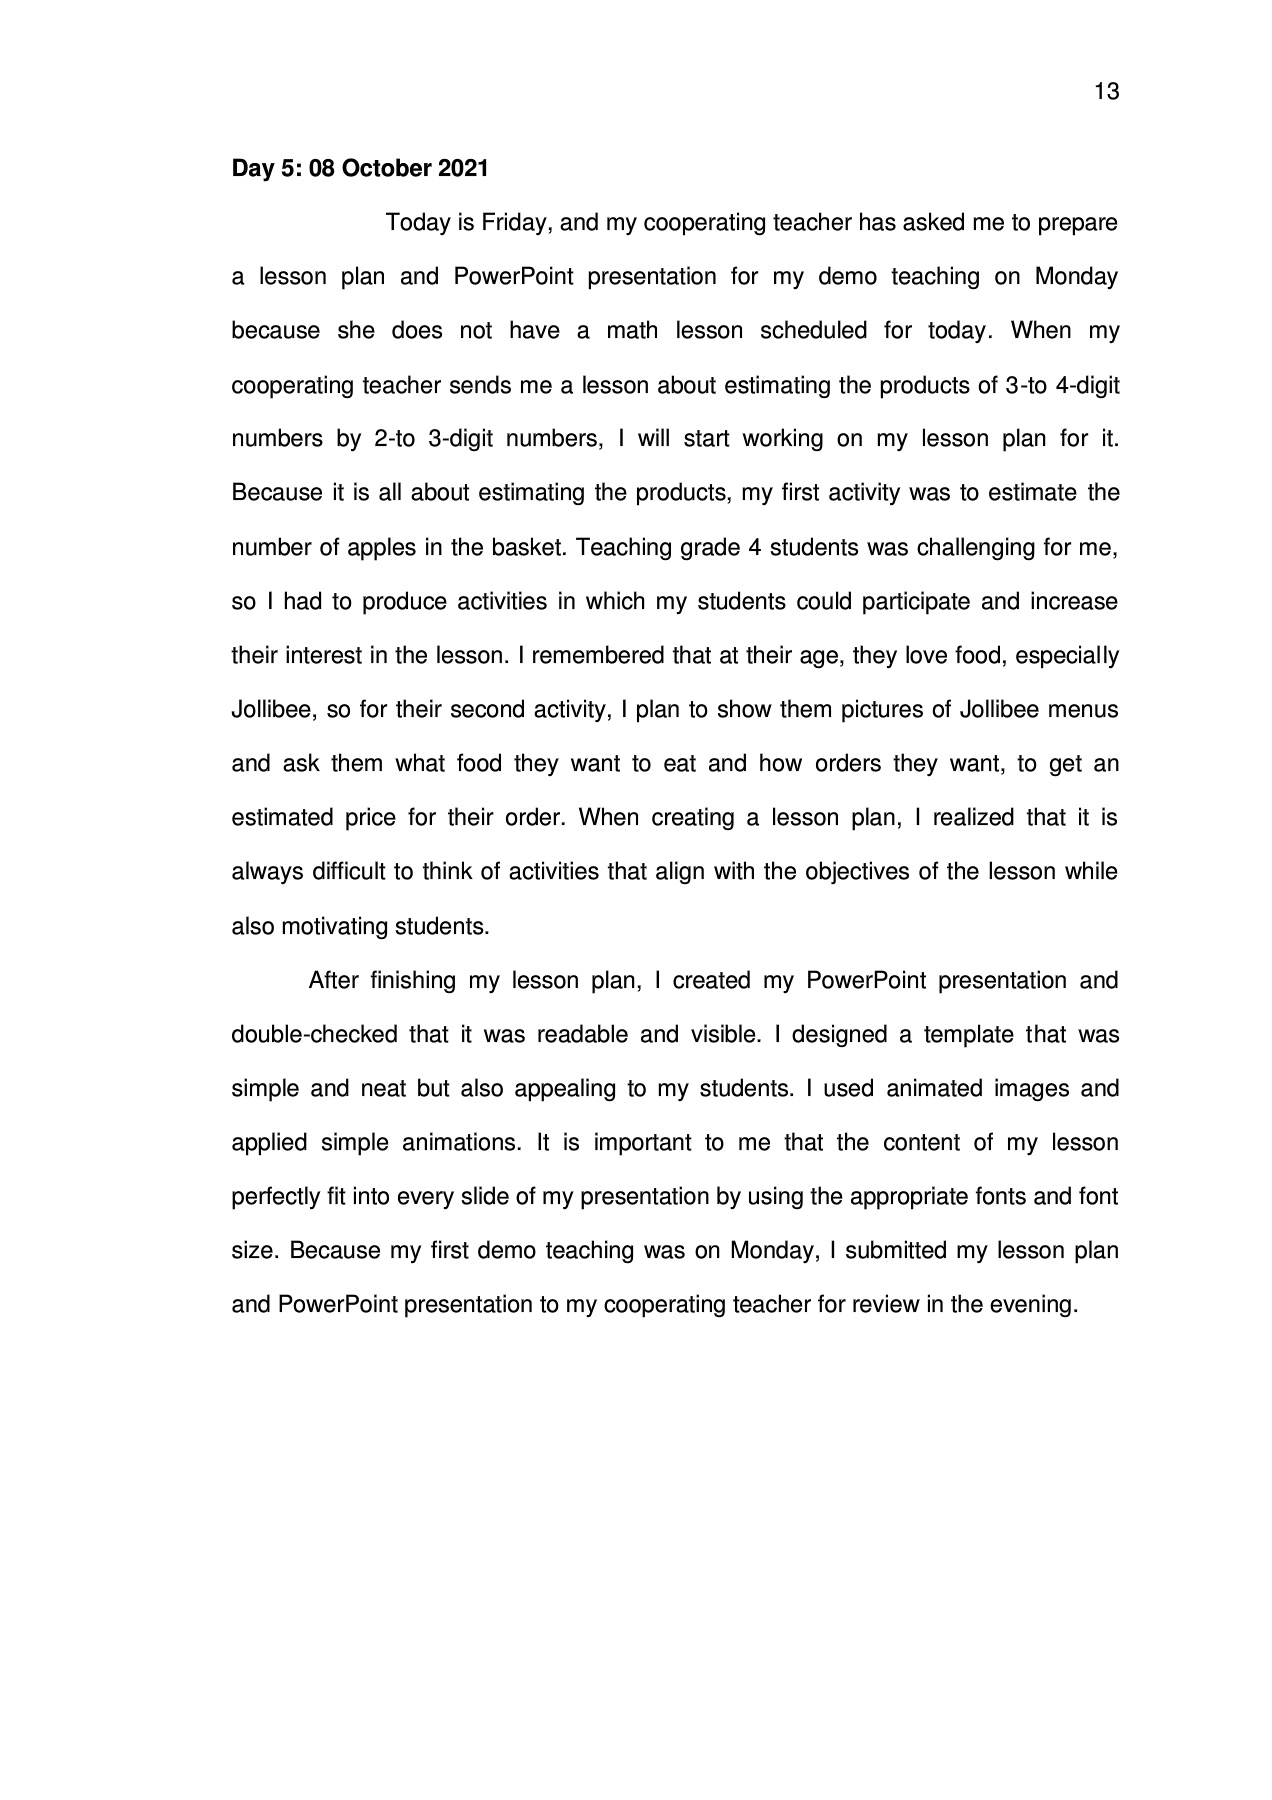 13
Day 5: 08 October 2021
Today is Friday, and my cooperating teacher has asked me to prepare
a lesson plan and PowerPoint presentation for my demo teaching on Monday
because she does not have a math lesson scheduled for today. When my
cooperating teacher sends me a lesson about estimating the products of 3-to 4-digit
numbers by 2-to 3-digit numbers, I will start working on my lesson plan for it.
Because it is all about estimating the products, my first activity was to estimate the
number of apples in the basket. Teaching grade 4 students was challenging for me,
so I had to produce activities in which my students could participate and increase
their interest in the lesson. I remembered that at their age, they love food, especially
Jollibee, so for their second activity, I plan to show them pictures of Jollibee menus
and ask them what food they want to eat and how orders they want, to get an
estimated price for their order. When creating a lesson plan, I realized that it is
always difficult to think of activities that align with the objectives of the lesson while
also motivating students.
After finishing my lesson plan, I created my PowerPoint presentation and
double-checked that it was readable and visible. I designed a template that was
simple and neat but also appealing to my students. I used animated images and
applied simple animations. It is important to me that the content of my lesson
perfectly fit into every slide of my presentation by using the appropriate fonts and font
size. Because my first demo teaching was on Monday, I submitted my lesson plan
and PowerPoint presentation to my cooperating teacher for review in the evening.